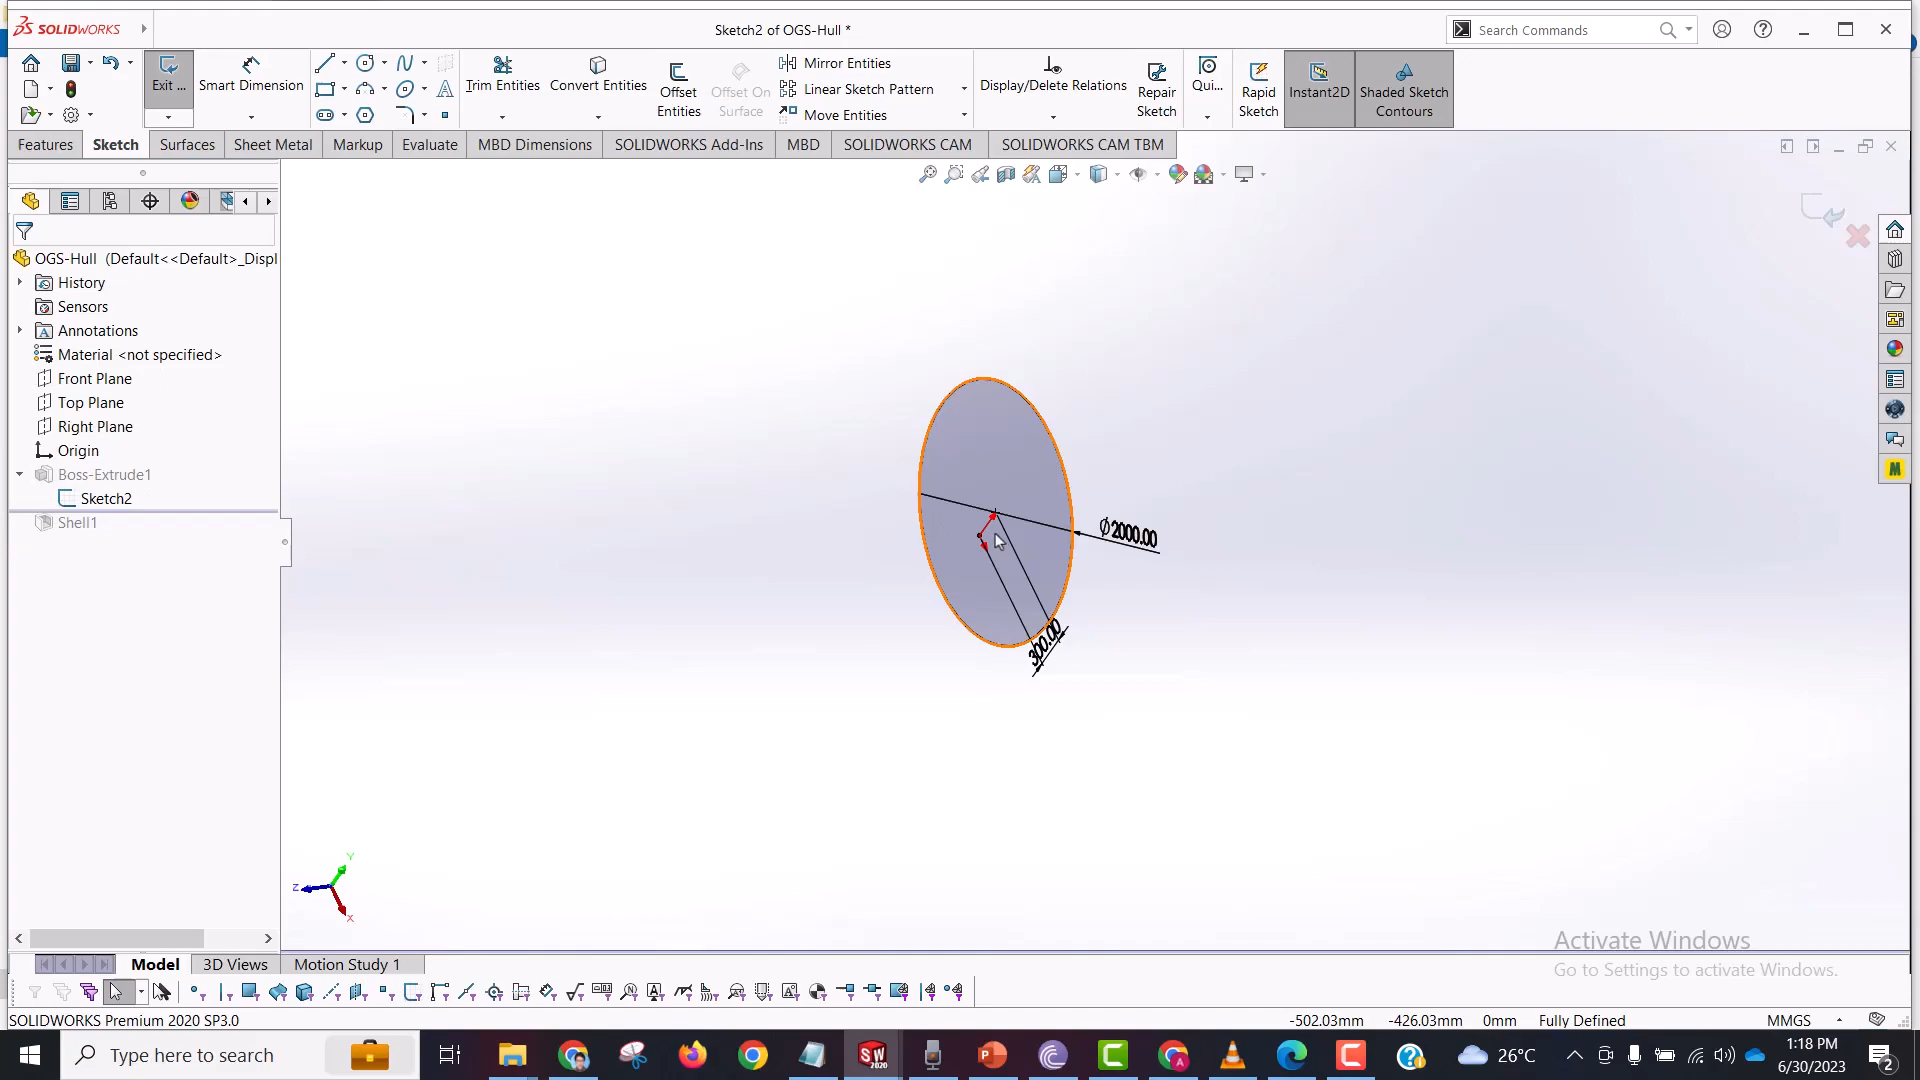 SOLIDWORKS
Sketch2 of OGS-Hull *
Search Commands
Exit ...
Smart Dimension
Trim Entities
Convert Entities
Offset Entities
Offset On Surface
Mirror Entities
Linear Sketch Pattern
Move Entities
Display/Delete Relations
Repair Sketch
Qui...
Rapid Sketch
Instant2D
Shaded Sketch Contours
Features
Sketch
Surfaces
Sheet Metal
Markup
Evaluate
MBD Dimensions
SOLIDWORKS Add-Ins
MBD
SOLIDWORKS CAM
SOLIDWORKS CAM TBM
OGS-Hull (Default<<Default>_Displ
History
Sensors
Annotations
Material <not specified>
Front Plane
Top Plane
Right Plane
Origin
Boss-Extrude1
Sketch2
Shell1
Ø2000.00
300.00
Y
Z
X
M
Activate Windows
Go to Settings to activate Windows.
Model
3D Views
Motion Study 1
SOLIDWORKS Premium 2020 SP3.0
-502.03mm
-426.03mm
0mm
Fully Defined
MMGS
Type here to search
SW
2020
26°C
1:18 PM
6/30/2023
2